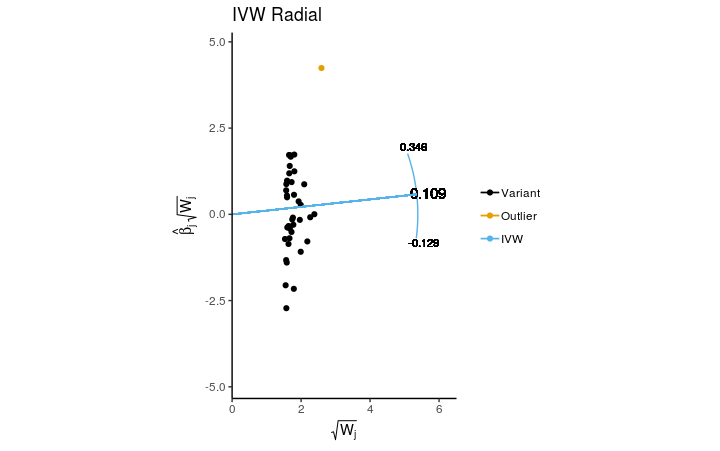 IVW Radial
5.0
2.5
0.0
-2.5
-5.0
β̂j√Wj
0.346
0.109
-0.129
0
2
4
6
√Wj
Variant
Outlier
IVW